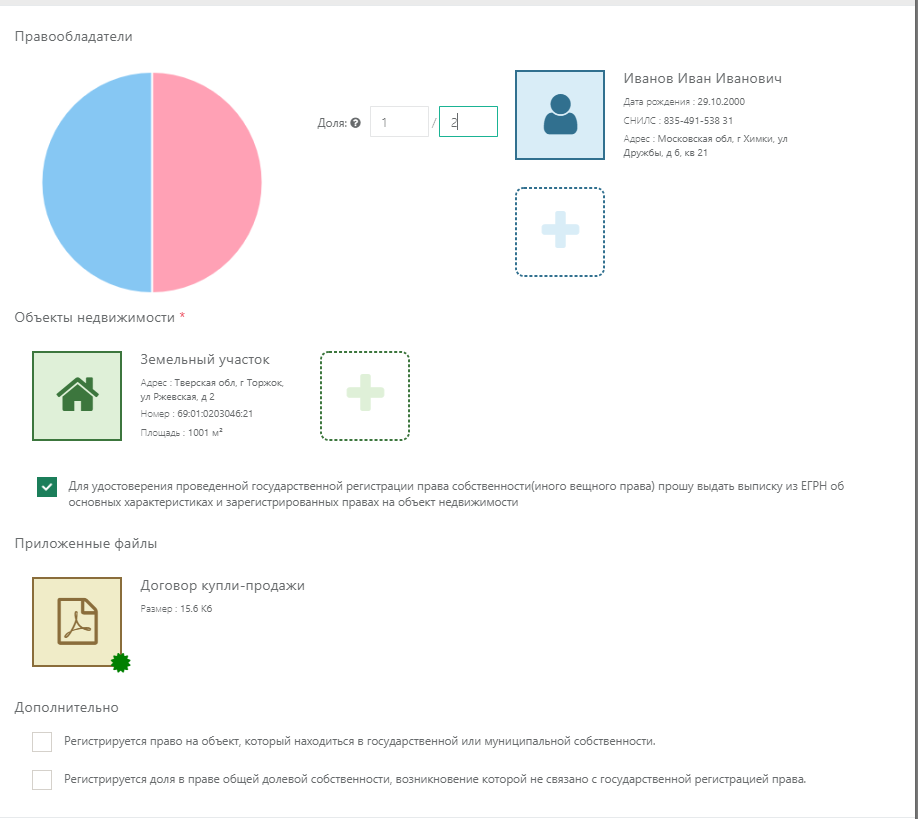 Правообладатели
Доля: ? 1 / 2
Иванов Иван Иванович
Дата рождения : 29.10.2000
СНИЛС : 835-491-538 31
Адрес : Московская обл, г Химки, ул
Дружбы, д 6, кв 21
Объекты недвижимости *
Земельный участок
Адрес : Тверская обл, г Торжок,
ул Ржевская, д 2
Номер : 69:01:0203046:21
Площадь : 1001 м²
Для удостоверения проведенной государственной регистрации права собственности(иного вещного права) прошу выдать выписку из ЕГРН об
основных характеристиках и зарегистрированных правах на объект недвижимости
Приложенные файлы
Договор купли-продажи
Размер : 15.6 Кб
Дополнительно
Регистрируется право на объект, который находиться в государственной или муниципальной собственности.
Регистрируется доля в праве общей долевой собственности, возникновение которой не связано с государственной регистрацией права.